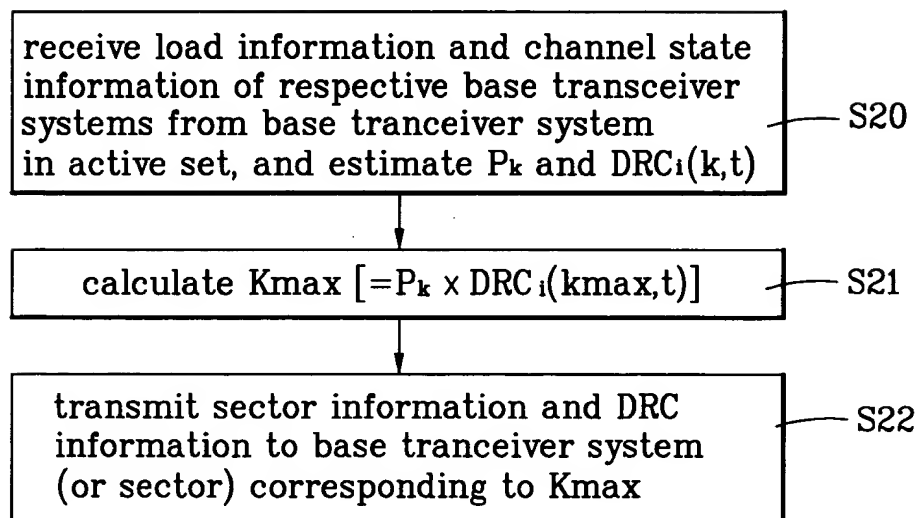 receive load information and channel state
information of respective base transceiver
systems from base tranceiver system
in active set, and estimate Pk and DRCi(k,t)
S20
calculate Kmax [=Pk x DRCi(kmax,t)]
S21
transmit sector information and DRC
information to base tranceiver system
(or sector) corresponding to Kmax
S22